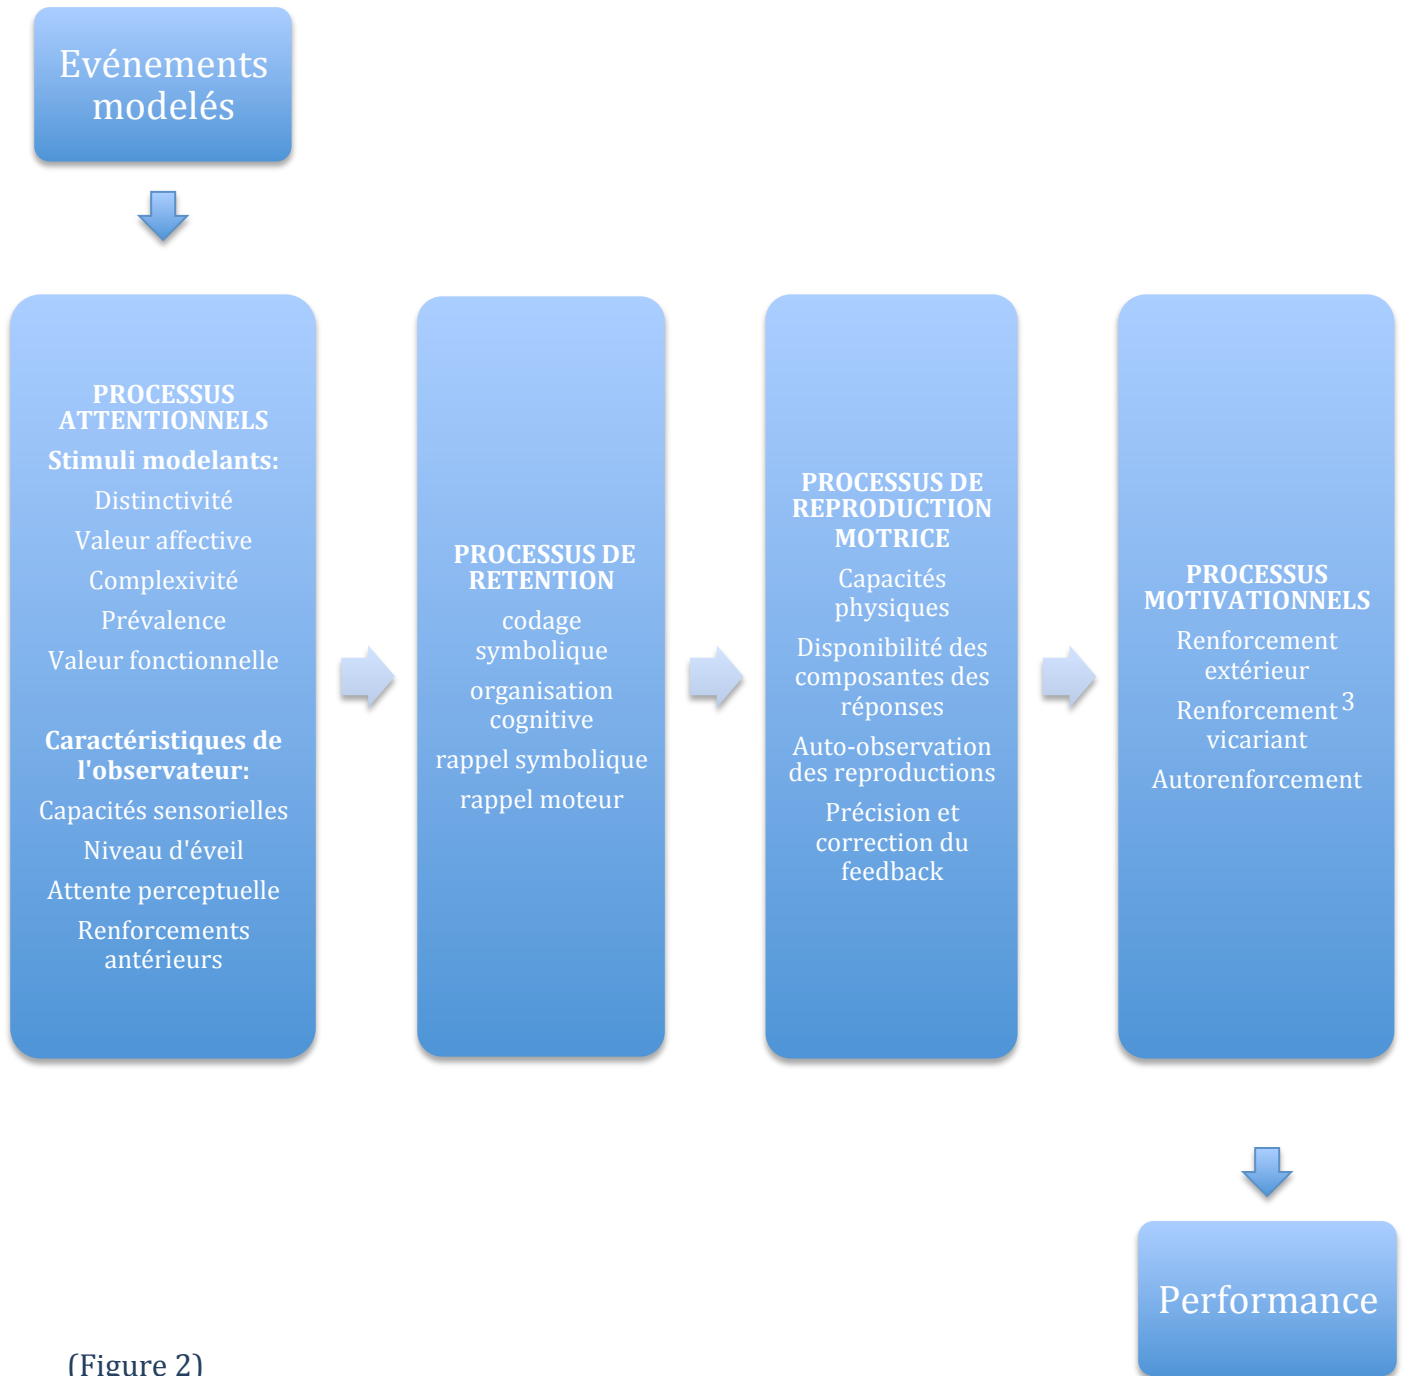 Evénements
modelés
PROCESSUS
ATTENTIONNELS
Stimuli modelants:
Distinctivité
Valeur affective
Complexivité
Prévalence
Valeur fonctionnelle
Caractéristiques de
l'observateur:
Capacités sensorielles
Niveau d'éveil
Attente perceptuelle
Renforcements
antérieurs
PROCESSUS DE
RETENTION
codage
symbolique
organisation
cognitive
rappel symbolique
rappel moteur
PROCESSUS DE
REPRODUCTION
MOTRICE
Capacités
physiques
Disponibilité des
composantes des
réponses
Auto-observation
des reproductions
Précision et
correction du
feedback
PROCESSUS
MOTIVATIONNELS
Renforcement
extérieur
Renforcement 3
vicariant
Autorenforcement
Performance
(Figure 2)